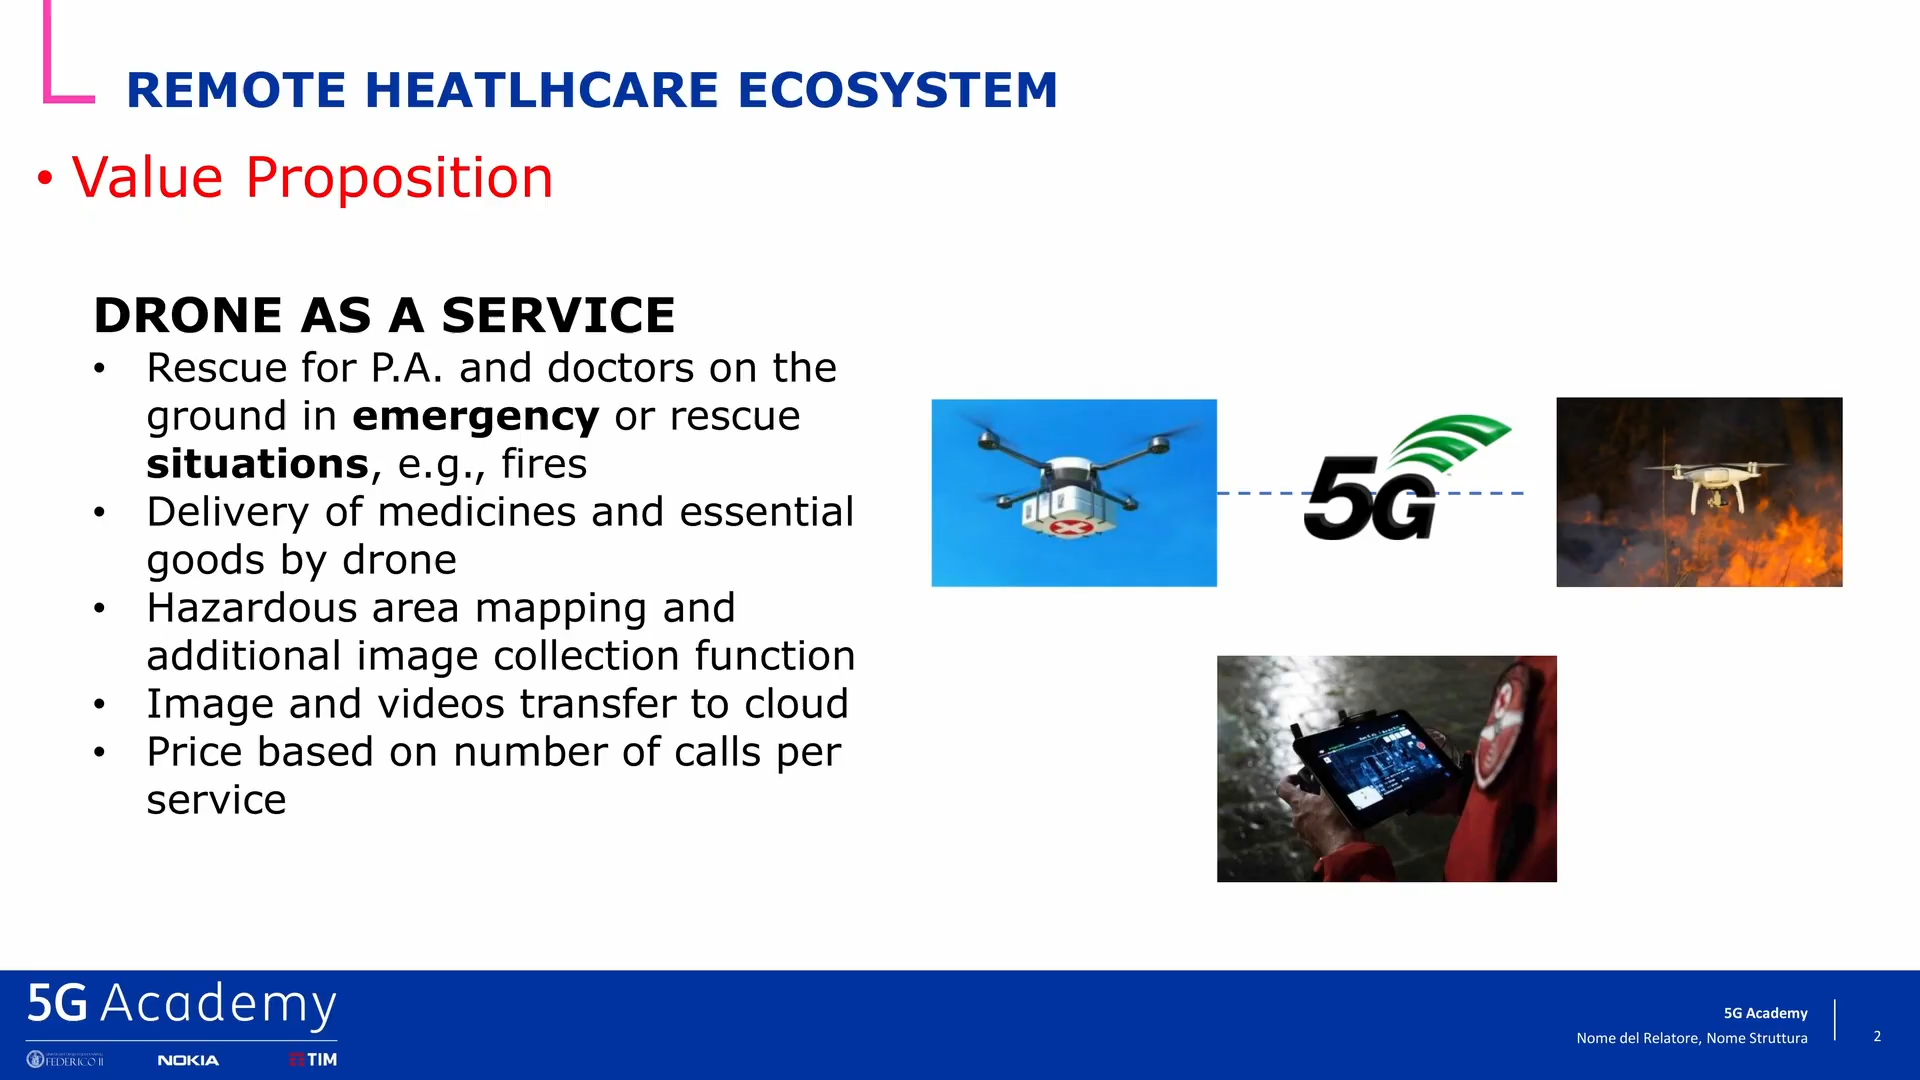 REMOTE HEATLHCARE ECOSYSTEM
• Value Proposition
DRONE AS A SERVICE
• Rescue for P.A. and doctors on the
ground in emergency or rescue
situations, e.g., fires
• Delivery of medicines and essential
goods by drone
• Hazardous area mapping and
additional image collection function
• Image and videos transfer to cloud
• Price based on number of calls per
service
5G
5G Academy
FEDERICO II
NOKIA
TIM
5G Academy
Nome del Relatore, Nome Struttura
2